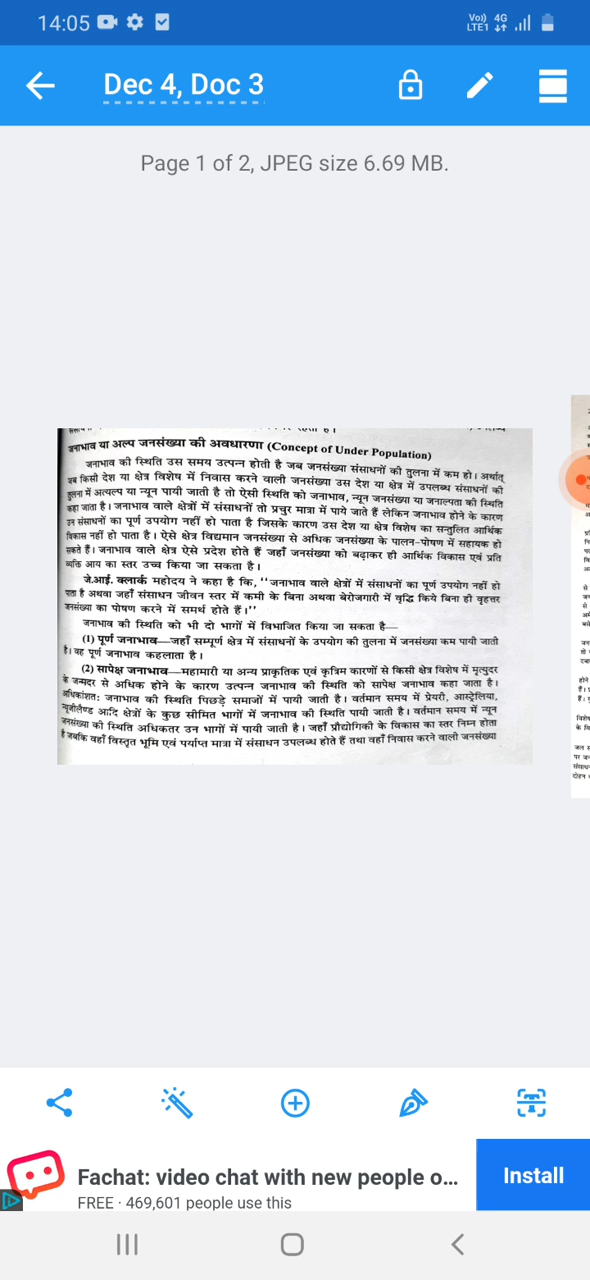 14:05
Vo)) 4G
LTE1
Dec 4, Doc 3
Page 1 of 2, JPEG size 6.69 MB.
जनाभाव या अल्प जनसंख्या की अवधारणा (Concept of Under Population)
जनाभाव की स्थिति उस समय उत्पन्न होती है जब जनसंख्या संसाधनों की तुलना में कम हो। अर्थात्
जब किसी देश या क्षेत्र विशेष में निवास करने वाली जनसंख्या उस देश या क्षेत्र में उपलब्ध संसाधनों की
तुलना में अत्यल्प या न्यून पायी जाती है तो ऐसी स्थिति को जनाभाव, न्यून जनसंख्या या जनाल्पता की स्थिति
कहा जाता है। जनाभाव वाले क्षेत्रों में संसाधनों तो प्रचुर मात्रा में पाये जाते हैं लेकिन जनाभाव होने के कारण
उन संसाधनों का पूर्ण उपयोग नहीं हो पाता है जिसके कारण उस देश या क्षेत्र विशेष का सन्तुलित आर्थिक
विकास नहीं हो पाता है। ऐसे क्षेत्र विद्यमान जनसंख्या से अधिक जनसंख्या के पालन-पोषण में सहायक हो
सकते हैं। जनाभाव वाले क्षेत्र ऐसे प्रदेश होते हैं जहाँ जनसंख्या को बढ़ाकर ही आर्थिक विकास एवं प्रति
व्यक्ति आय का स्तर उच्च किया जा सकता है।
जे.आई. क्लार्क महोदय ने कहा है कि, ''जनाभाव वाले क्षेत्रों में संसाधनों का पूर्ण उपयोग नहीं हो
पाता है अथवा जहाँ संसाधन जीवन स्तर में कमी के बिना अथवा बेरोजगारी में वृद्धि किये बिना ही वृहत्तर
जनसंख्या का पोषण करने में समर्थ होते हैं।''
जनाभाव की स्थिति को भी दो भागों में विभाजित किया जा सकता है—
(1) पूर्ण जनाभाव—जहाँ सम्पूर्ण क्षेत्र में संसाधनों के उपयोग की तुलना में जनसंख्या कम पायी जाती
है। वह पूर्ण जनाभाव कहलाता है।
(2) सापेक्ष जनाभाव—महामारी या अन्य प्राकृतिक एवं कृत्रिम कारणों से किसी क्षेत्र विशेष में मृत्युदर
के जन्मदर से अधिक होने के कारण उत्पन्न जनाभाव की स्थिति को सापेक्ष जनाभाव कहा जाता है।
अधिकांशत: जनाभाव की स्थिति पिछड़े समाजों में पायी जाती है। वर्तमान समय में प्रेयरी, आस्ट्रेलिया,
न्यूजीलैण्ड आदि क्षेत्रों के कुछ सीमित भागों में जनाभाव की स्थिति पायी जाती है। वर्तमान समय में न्यून
जनसंख्या की स्थिति अधिकतर उन भागों में पायी जाती है। जहाँ प्रौद्योगिकी के विकास का स्तर निम्न होता
है जबकि वहाँ विस्तृत भूमि एवं पर्याप्त मात्रा में संसाधन उपलब्ध होते हैं तथा वहाँ निवास करने वाली जनसंख्या
Fachat: video chat with new people o...
FREE · 469,601 people use this
Install